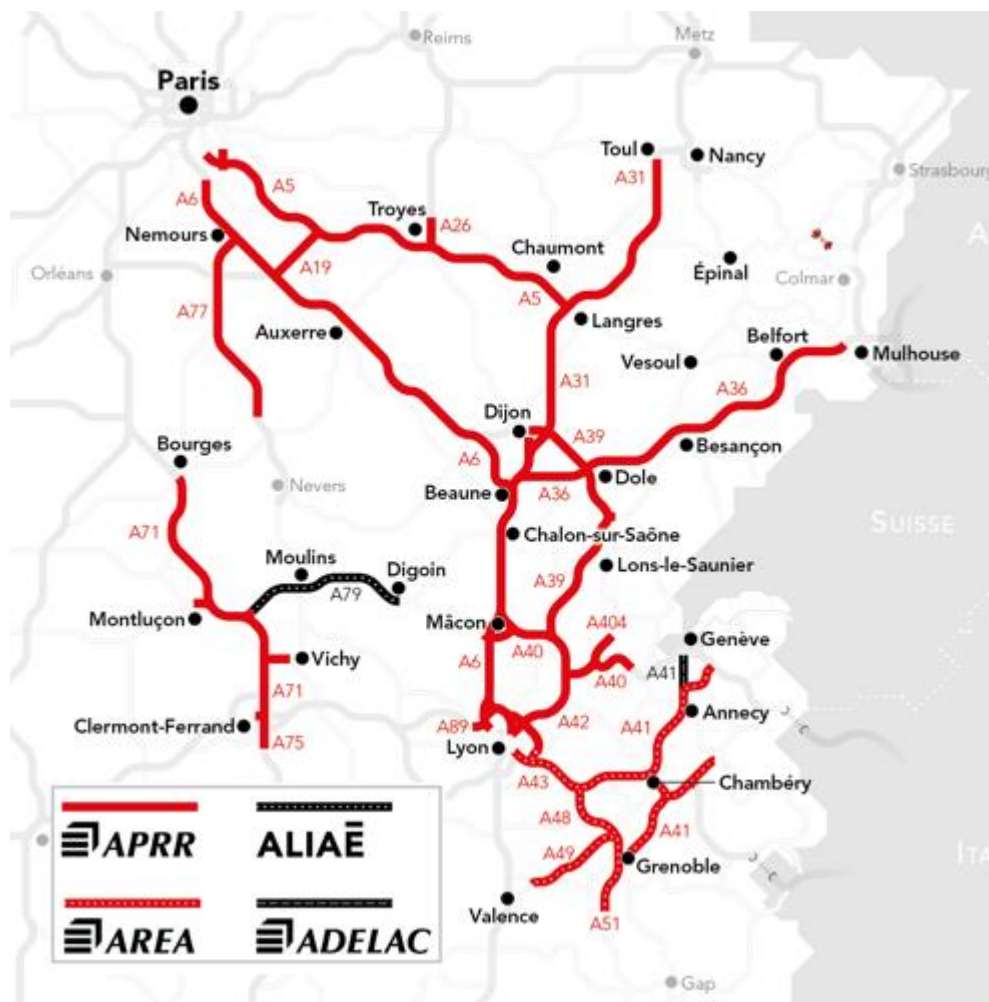 Reims
Metz
Paris
Toul
Nancy
Strasbourg
A31
A5
A6
Troyes
A26
Nemours
Chaumont
Épinal
Orléans
A19
Colmar
A5
A77
Langres
Auxerre
Belfort
Vesoul
Mulhouse
A31
A36
Dijon
A39
Bourges
Besançon
A6
Nevers
Beaune
A36
Dole
A71
Chalon-sur-Saône
SUISSE
Moulins
Digoin
Lons-le-Saunier
A39
A79
Montluçon
Mâcon
A404
Genève
A40
Vichy
A6
A40
A41
A71
Annecy
Clermont-Ferrand
A89
A42
A41
A75
Lyon
A43
Chambéry
A48
A41
APRR
ALIAĒ
A49
Grenoble
Valence
A51
AREA
ADELAC
Gap